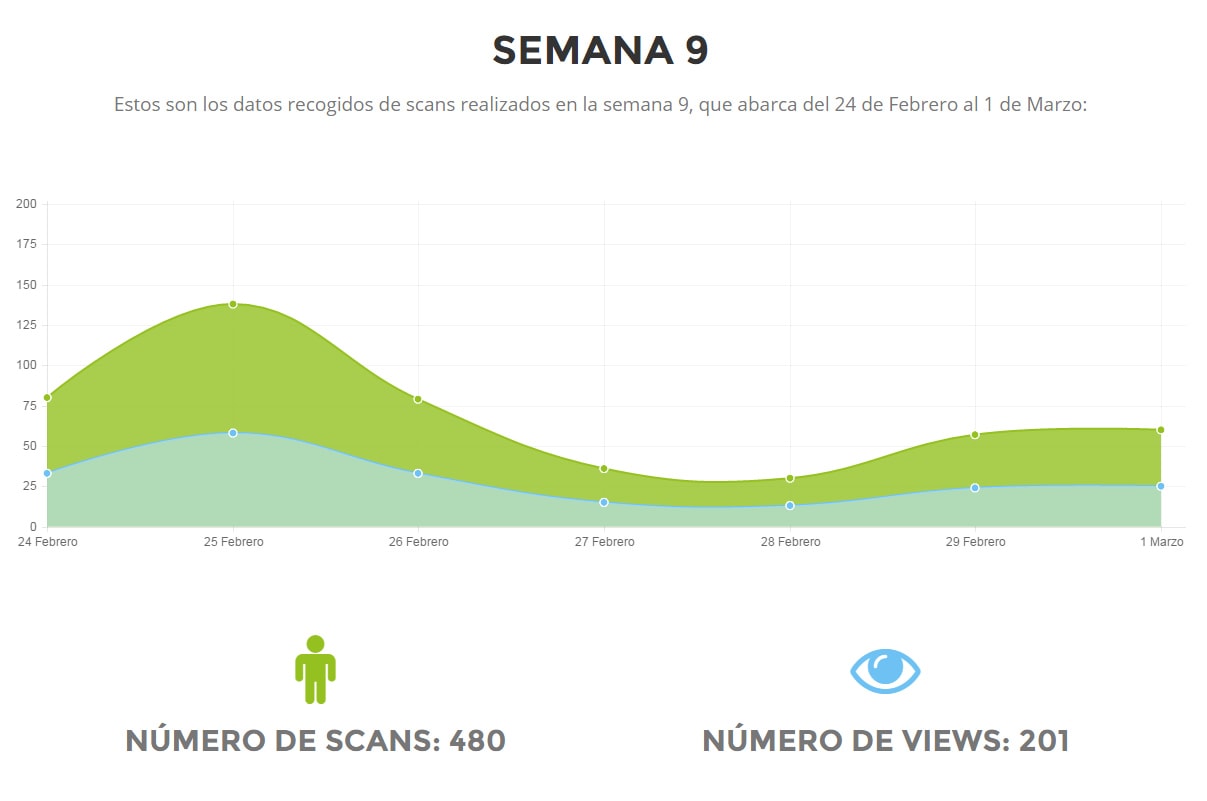 SEMANA 9
Estos son los datos recogidos de scans realizados en la semana 9, que abarca del 24 de Febrero al 1 de Marzo:
200
175
150
125
100
75
50
25
0
24 Febrero 25 Febrero 26 Febrero 27 Febrero 28 Febrero 29 Febrero 1 Marzo
NÚMERO DE SCANS: 480 NÚMERO DE VIEWS: 201